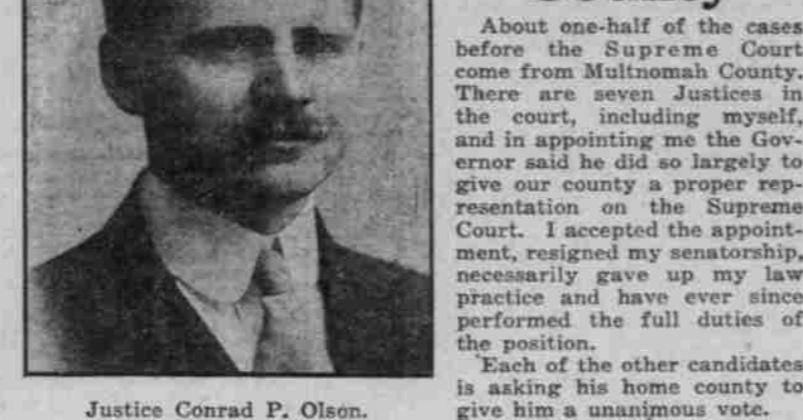 About one-half of the cases
before the Supreme Court
come from Multnomah County.
There are seven Justices in
the court, including myself,
and in appointing me the Gov-
ernor said he did so largely to
give our county a proper rep-
resentation on the Supreme
Court. I accepted the appoint-
ment, resigned my senatorship,
necessarily gave up my law
practice and have ever since
performed the full duties of
the position.
Each of the other candidates
is asking his home county to
give him a unanimous vote.
Justice Conrad P. Olson.